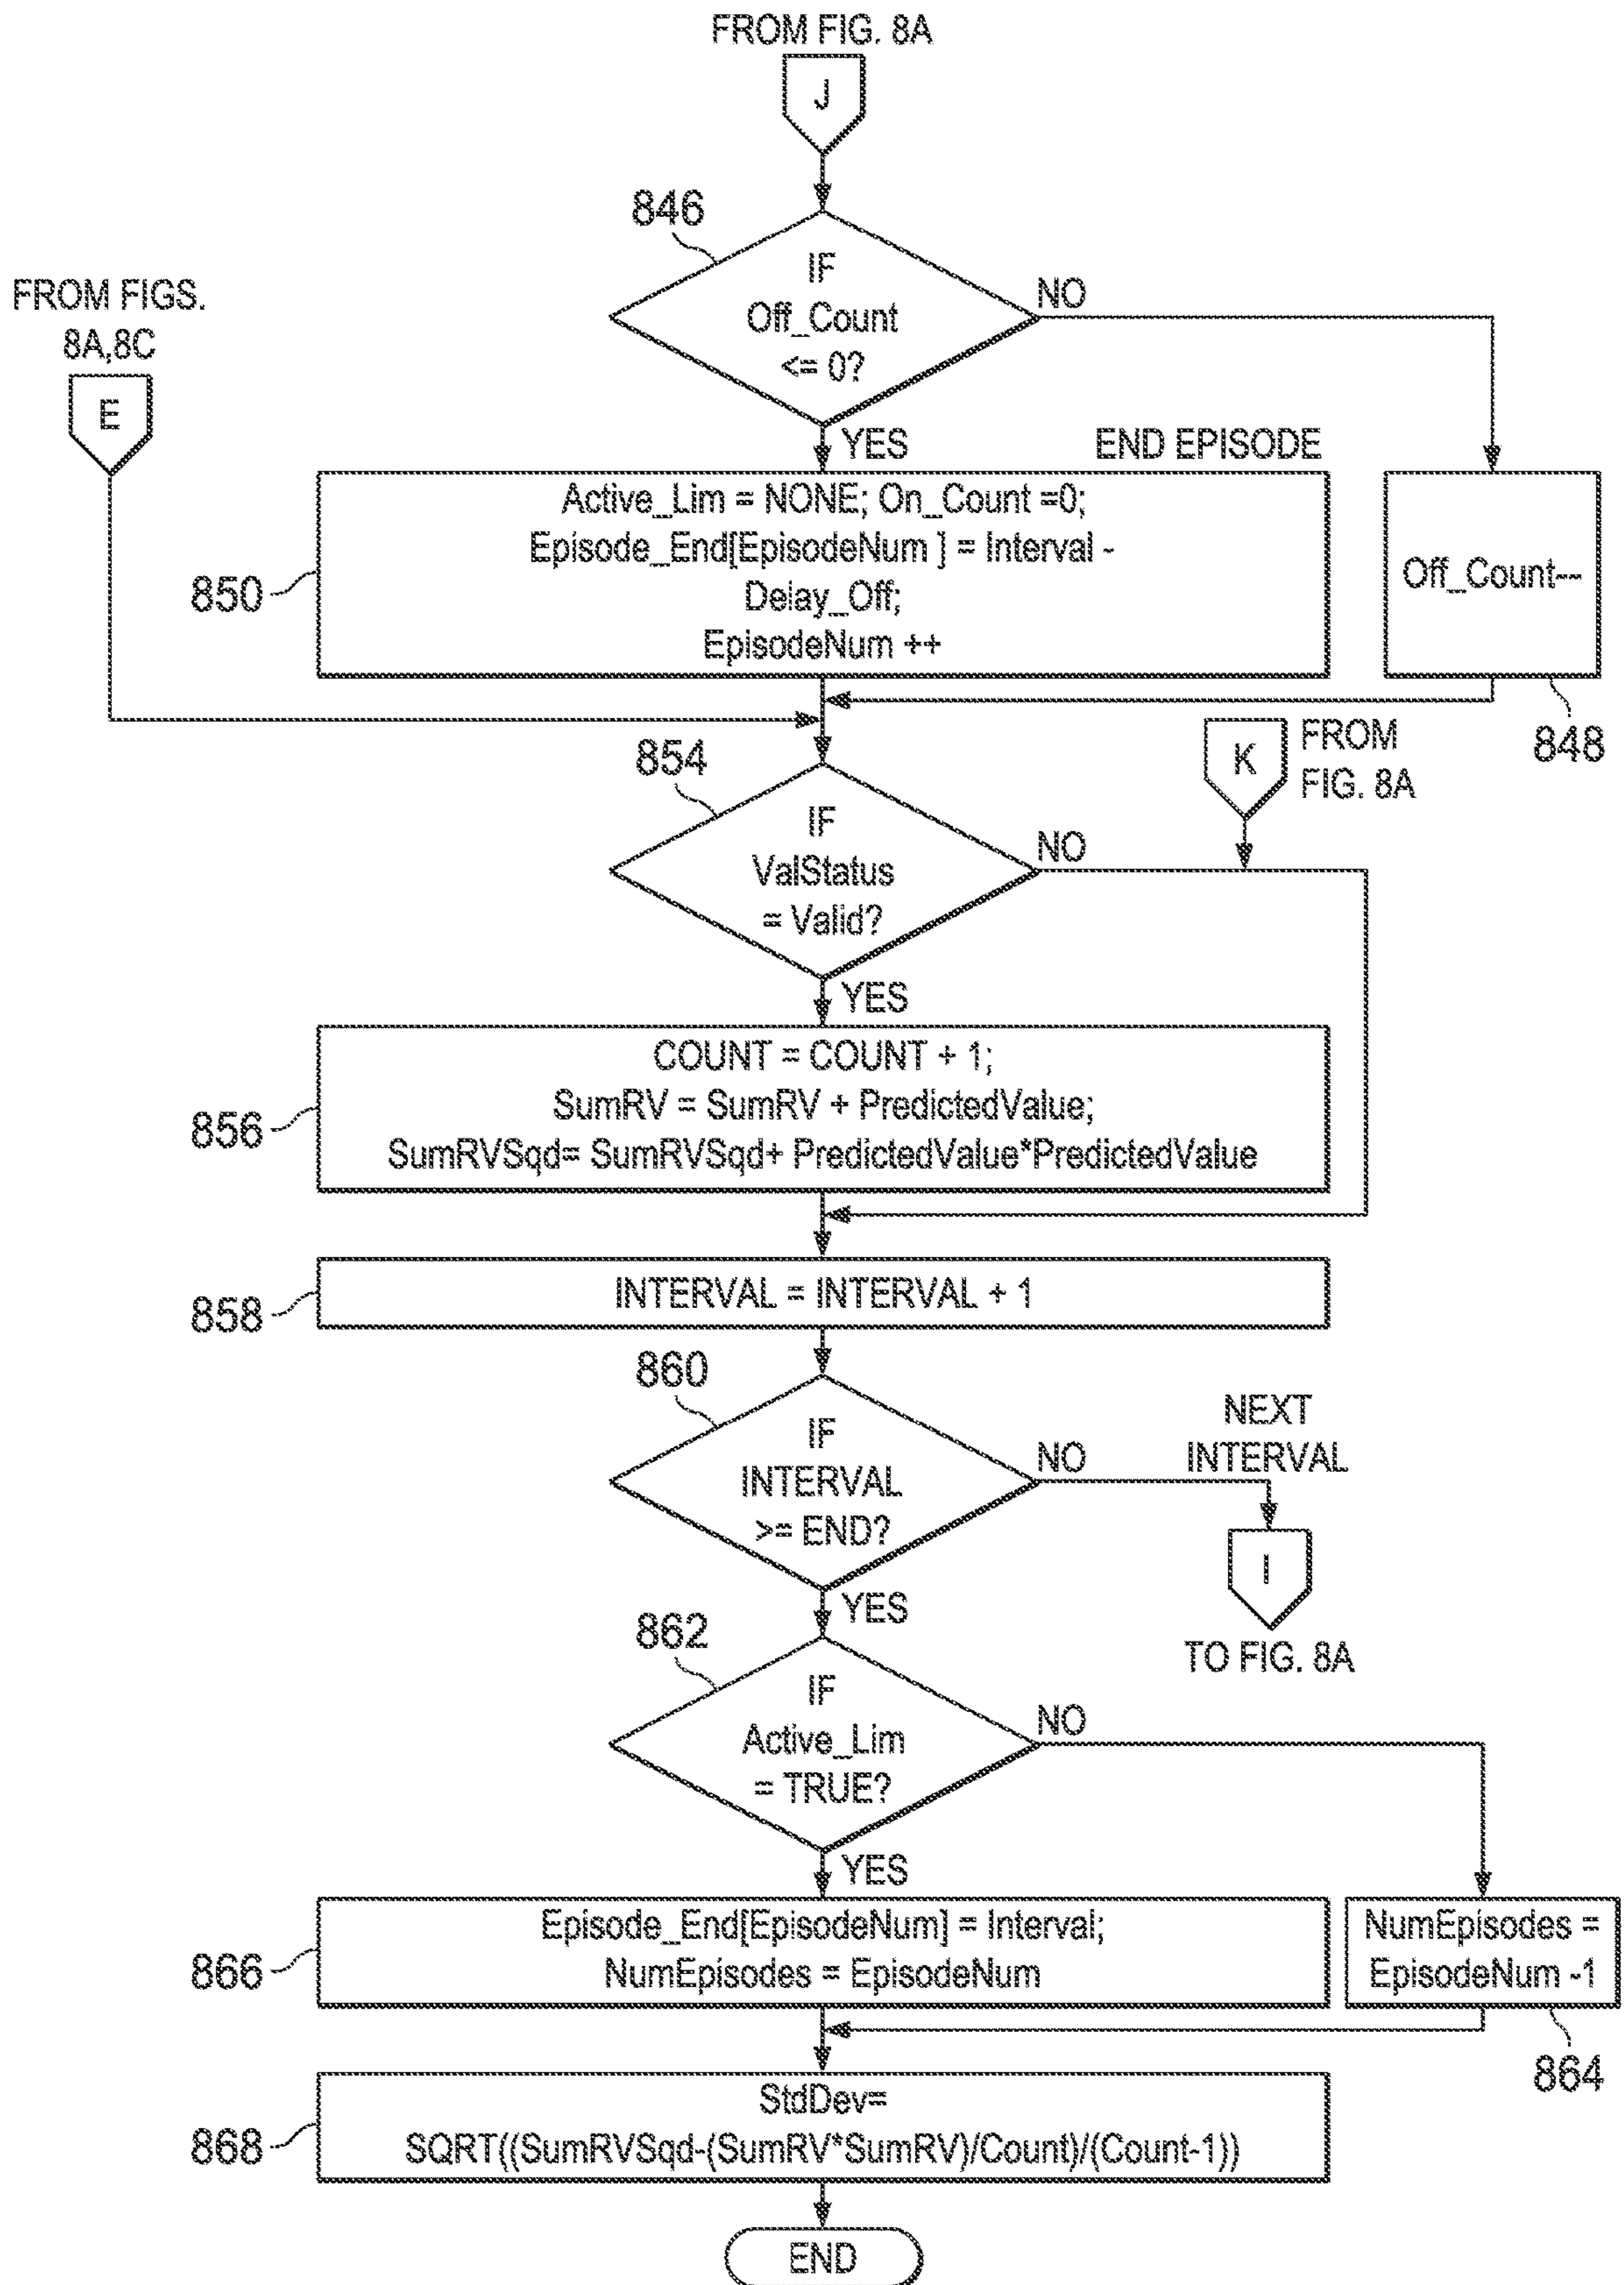 FROM FIG. 8A
J
846
IF
Off_Count
<= 0?
NO
FROM FIGS.
8A,8C
E
YES
END EPISODE
Active_Lim = NONE; On_Count =0;
Episode_End[EpisodeNum ] = Interval -
Delay_Off;
EpisodeNum ++
850
Off_Count--
848
854
IF
ValStatus
= Valid?
NO
K
FROM
FIG. 8A
YES
COUNT = COUNT + 1;
SumRV = SumRV + PredictedValue;
SumRVSqd= SumRVSqd+ PredictedValue*PredictedValue
856
INTERVAL = INTERVAL + 1
858
860
IF
INTERVAL
>= END?
NO
NEXT
INTERVAL
I
TO FIG. 8A
YES
862
IF
Active_Lim
= TRUE?
NO
YES
Episode_End[EpisodeNum] = Interval;
NumEpisodes = EpisodeNum
866
NumEpisodes =
EpisodeNum -1
864
StdDev=
SQRT((SumRVSqd-(SumRV*SumRV)/Count)/(Count-1))
868
END